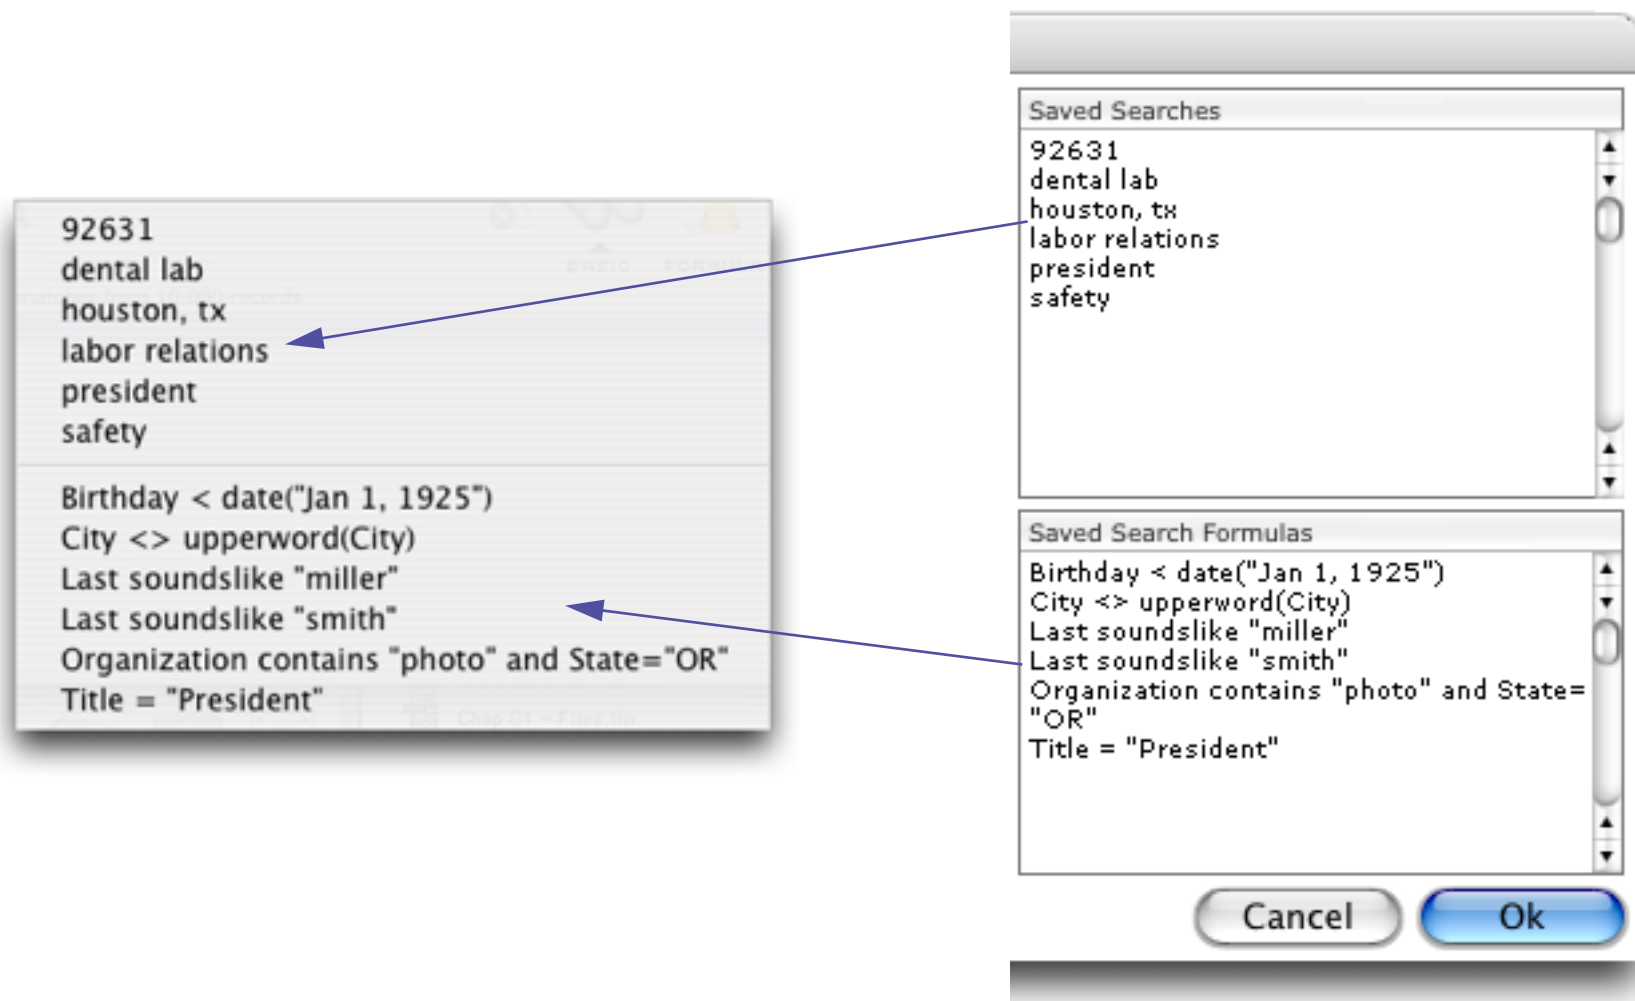 92631
dental lab
houston, tx
labor relations
president
safety
Birthday < date("Jan 1, 1925")
City <> upperword(City)
Last soundslike "miller"
Last soundslike "smith"
Organization contains "photo" and State="OR"
Title = "President"
Saved Searches
92631
dental lab
houston, tx
labor relations
president
safety
Saved Search Formulas
Birthday < date("Jan 1, 1925")
City <> upperword(City)
Last soundslike "miller"
Last soundslike "smith"
Organization contains "photo" and State=
"OR"
Title = "President"
Cancel
Ok